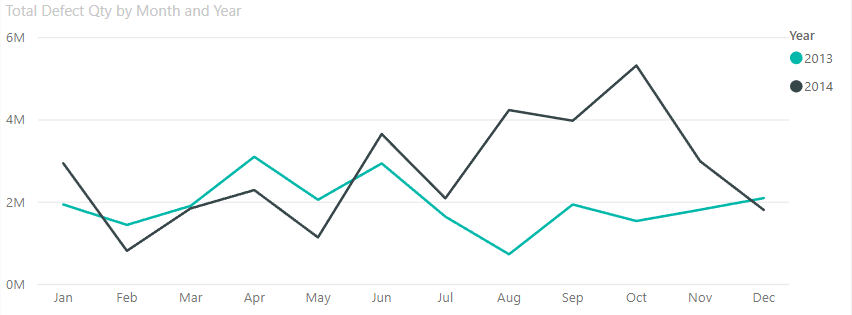 Total Defect Qty by Month and Year
6M
4M
2M
0M
Jan Feb Mar Apr May Jun Jul Aug Sep Oct Nov Dec
Year
2013
2014